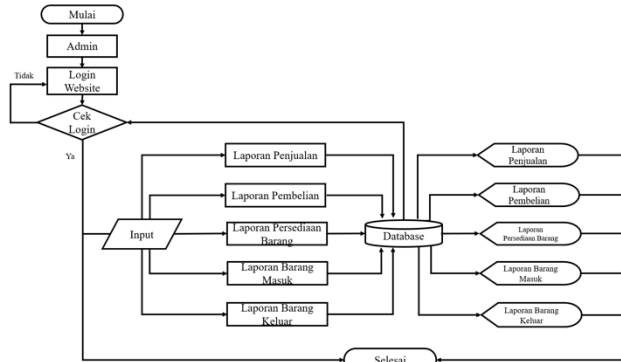 Mulai
Admin
Tidak
Login
Website
Cek
Login
Ya
Input
Laporan Penjualan
Laporan Pembelian
Laporan Persediaan
Barang
Laporan Barang
Masuk
Laporan Barang
Keluar
Database
Laporan
Penjualan
Laporan
Pembelian
Laporan
Persediaan Barang
Laporan Barang
Masuk
Laporan Barang
Keluar
Selesai